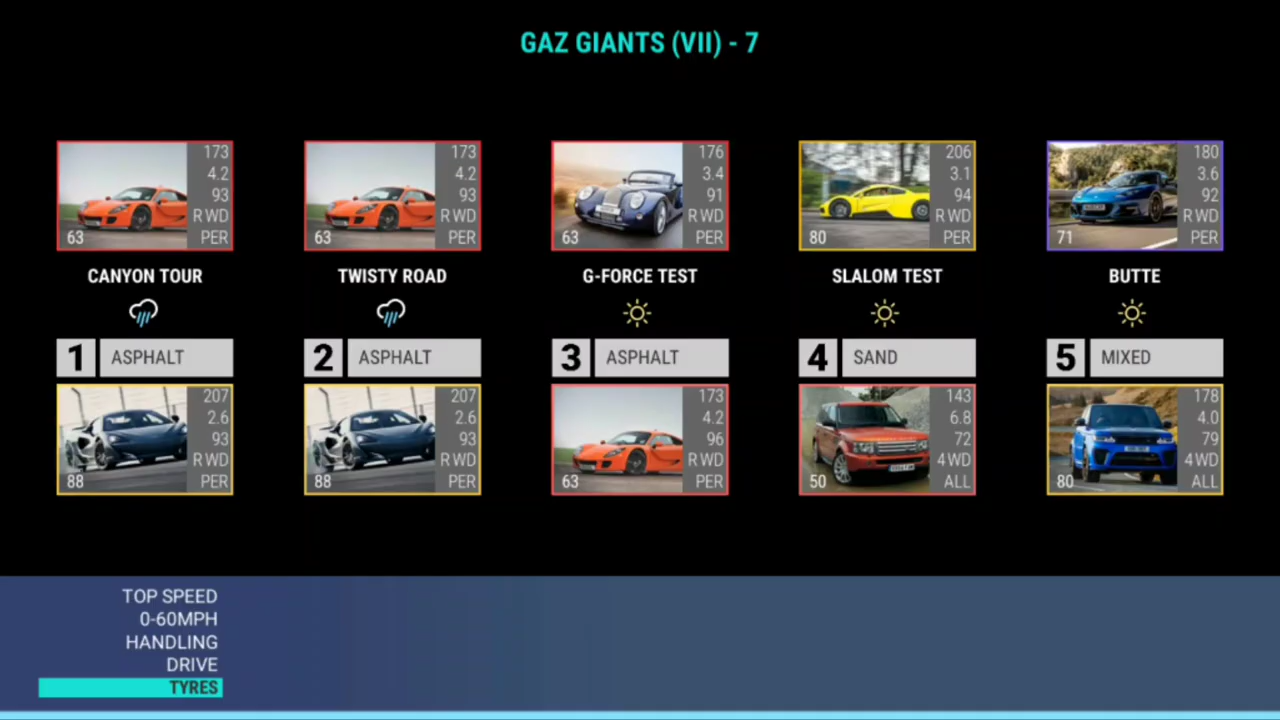 GAZ GIANTS (VII) - 7
173
4.2
93
RWD
63 PER
173
4.2
93
RWD
63 PER
176
3.4
91
RWD
63 PER
206
3.1
94
RWD
80 PER
180
3.6
92
RWD
71 PER
CANYON TOUR
TWISTY ROAD
G-FORCE TEST
SLALOM TEST
BUTTE
1 ASPHALT
2 ASPHALT
3 ASPHALT
4 SAND
5 MIXED
207
2.6
93
RWD
88 PER
207
2.6
93
RWD
88 PER
173
4.2
96
RWD
63 PER
143
6.8
72
4WD
50 ALL
178
4.0
79
4WD
80 ALL
TOP SPEED
0-60MPH
HANDLING
DRIVE
TYRES